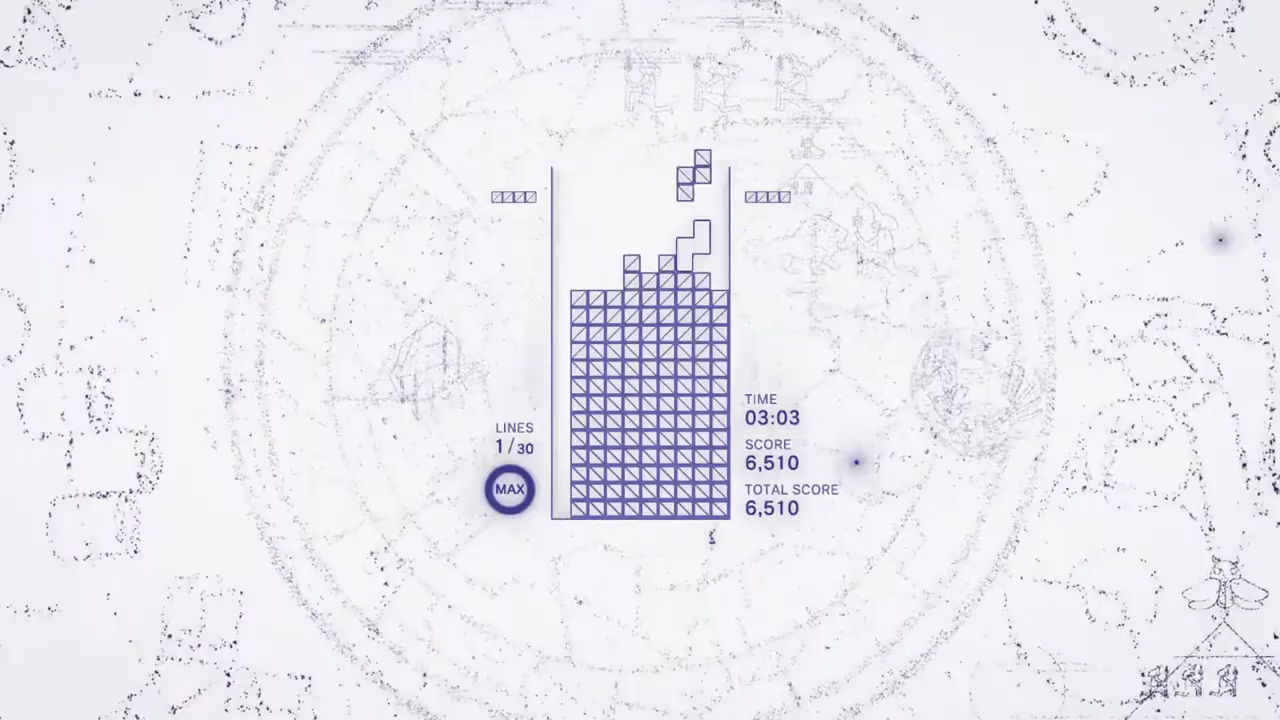 LINES
1/30
MAX
TIME
03:03
SCORE
6,510
TOTAL SCORE
6,510